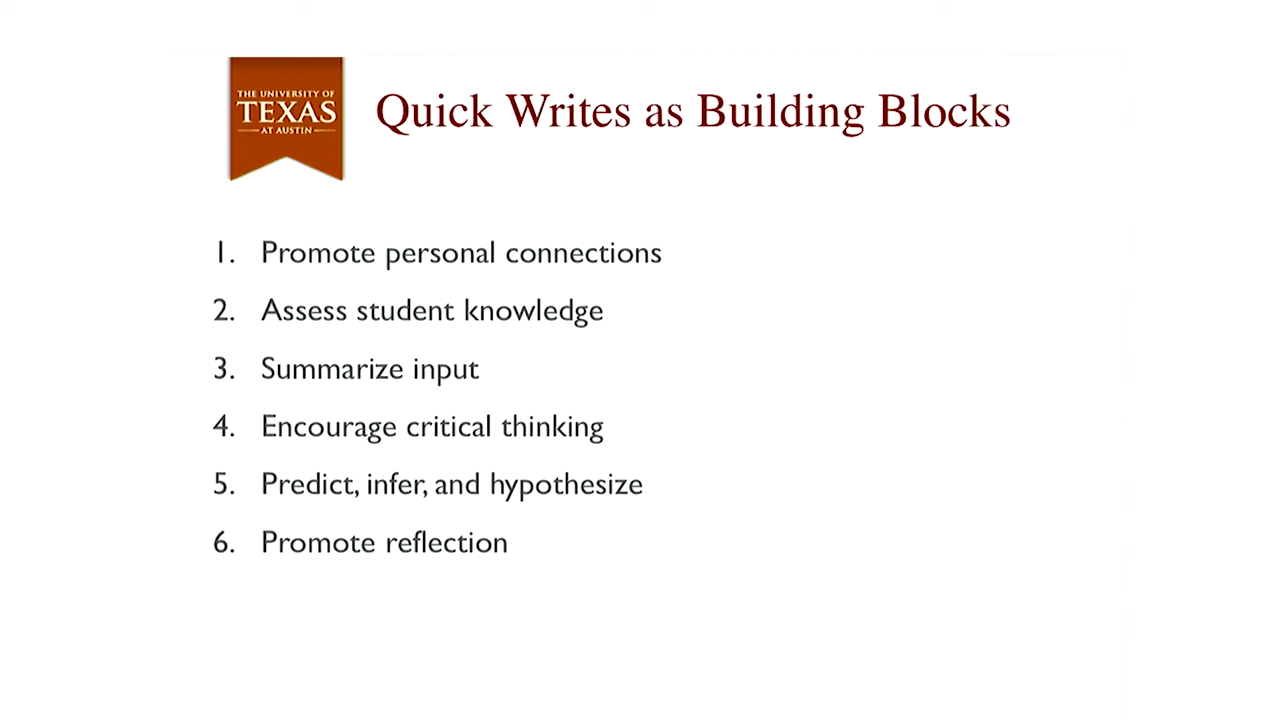 THE UNIVERSITY OF
TEXAS
AT AUSTIN
Quick Writes as Building Blocks
1. Promote personal connections
2. Assess student knowledge
3. Summarize input
4. Encourage critical thinking
5. Predict, infer, and hypothesize
6. Promote reflection